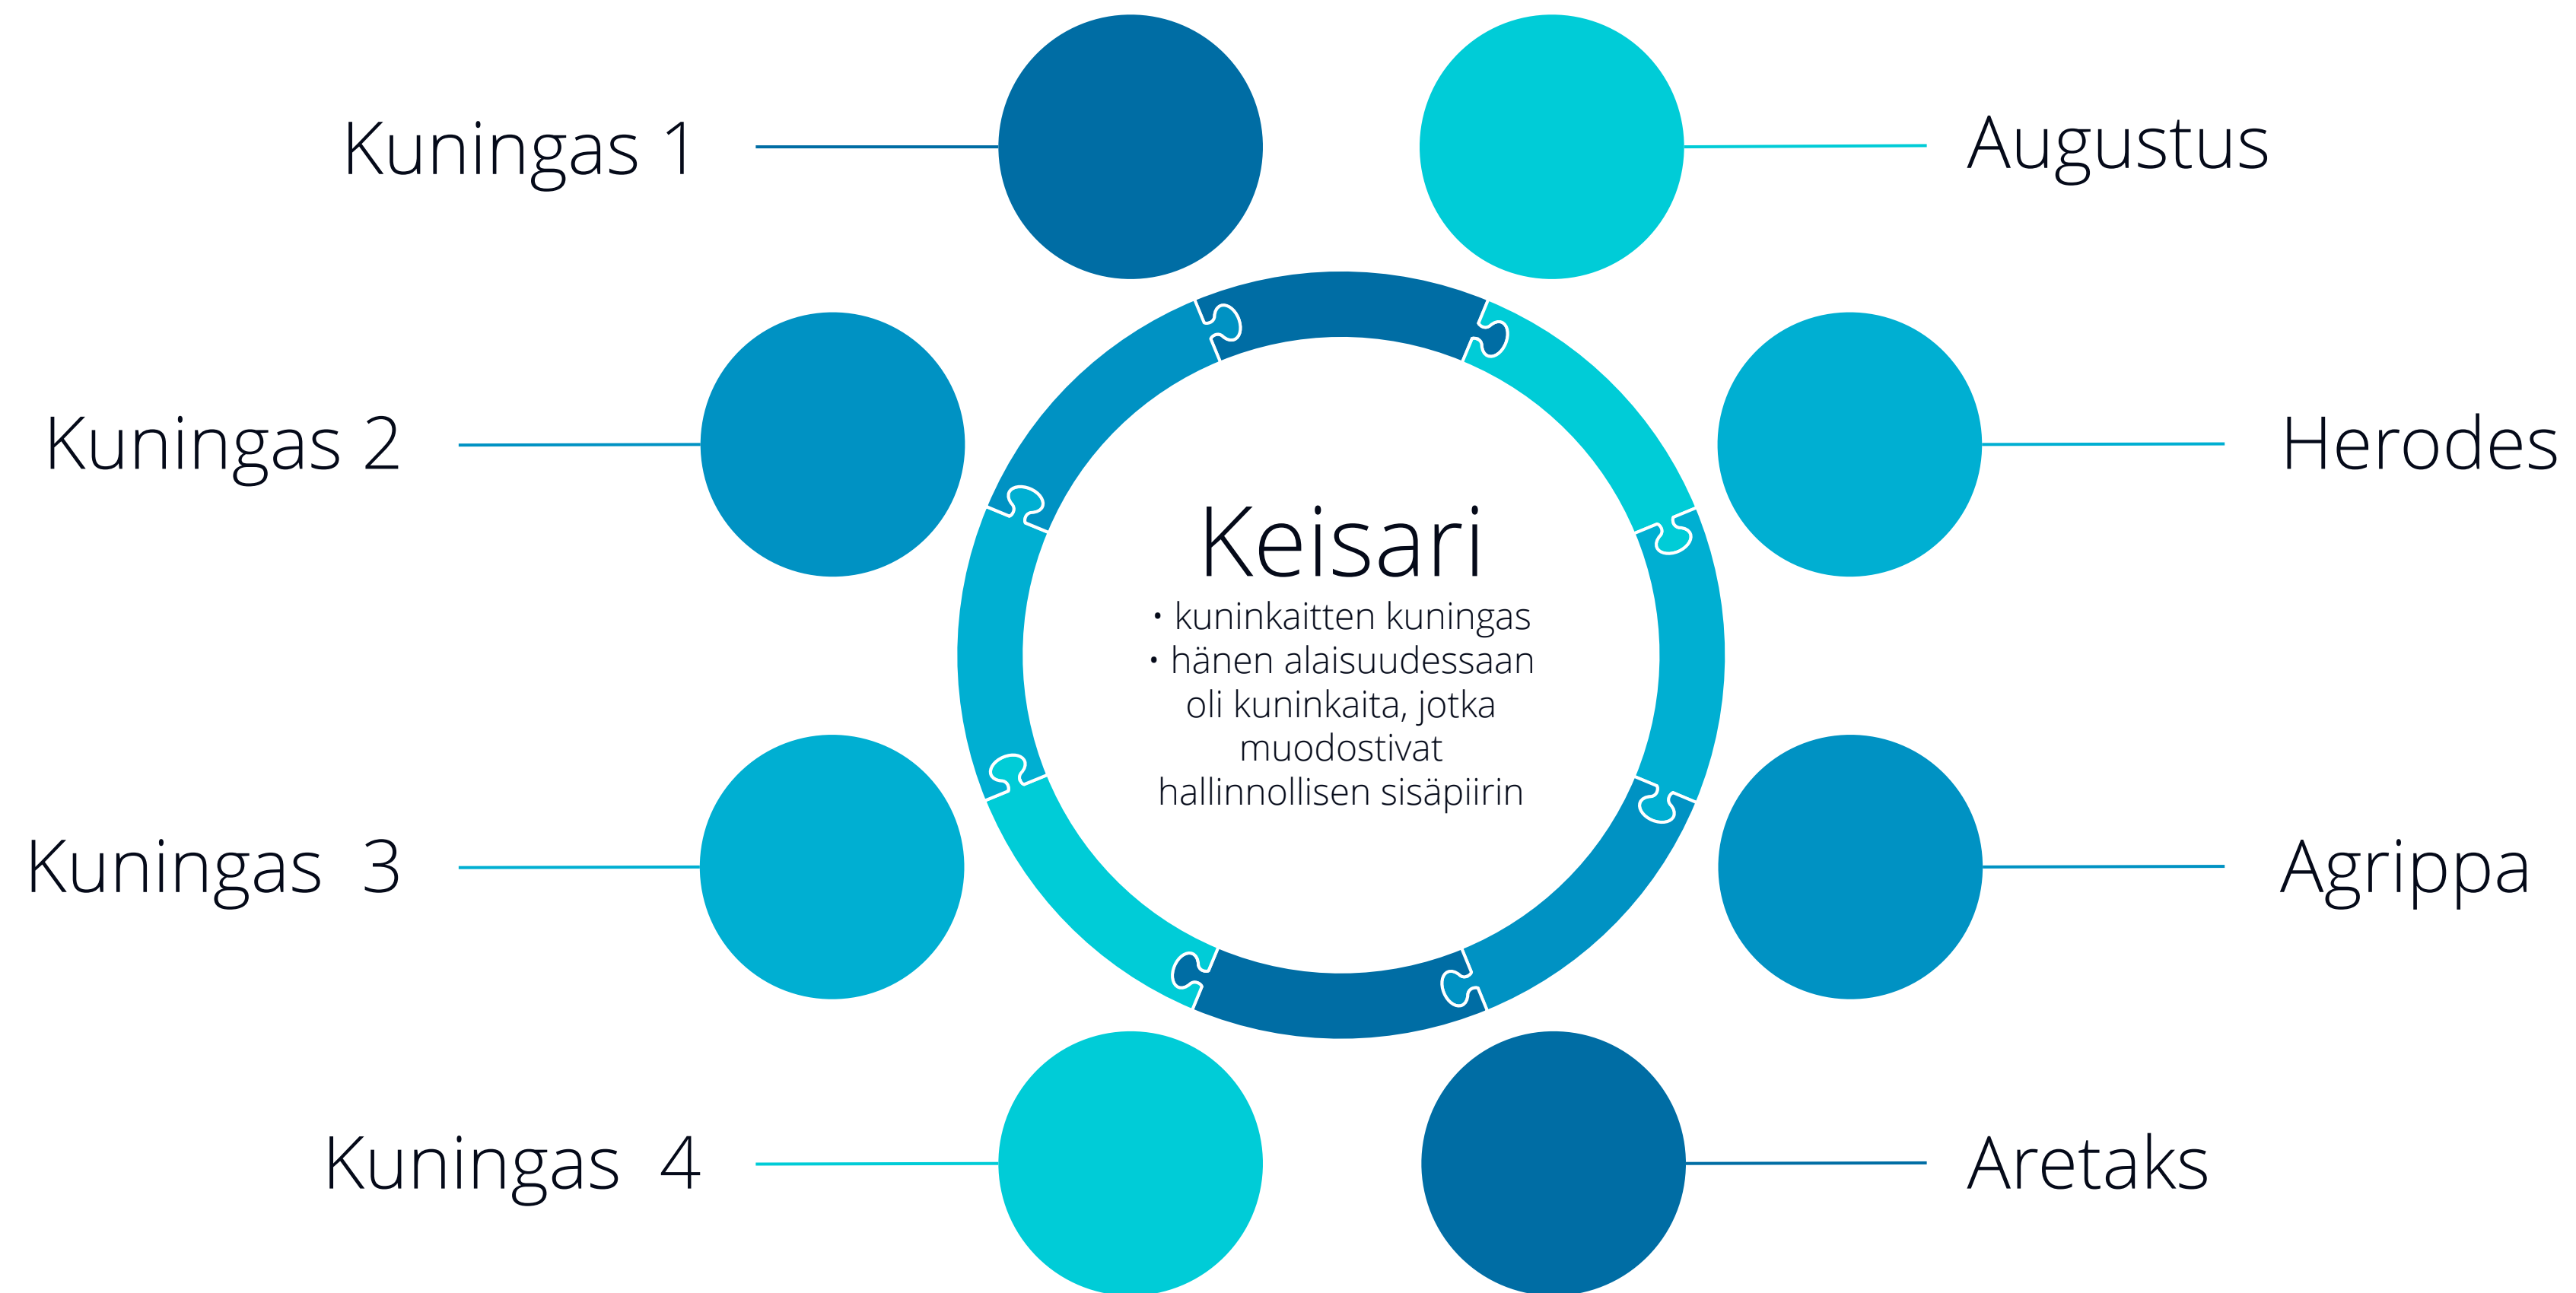 Kuningas 1
Augustus
Kuningas 2
Herodes
Keisari
• kuninkaitten kuningas
• hänen alaisuudessaan
oli kuninkaita, jotka
muodostivat
hallinnollisen sisäpiirin
Kuningas 3
Agrippa
Kuningas 4
Aretaks